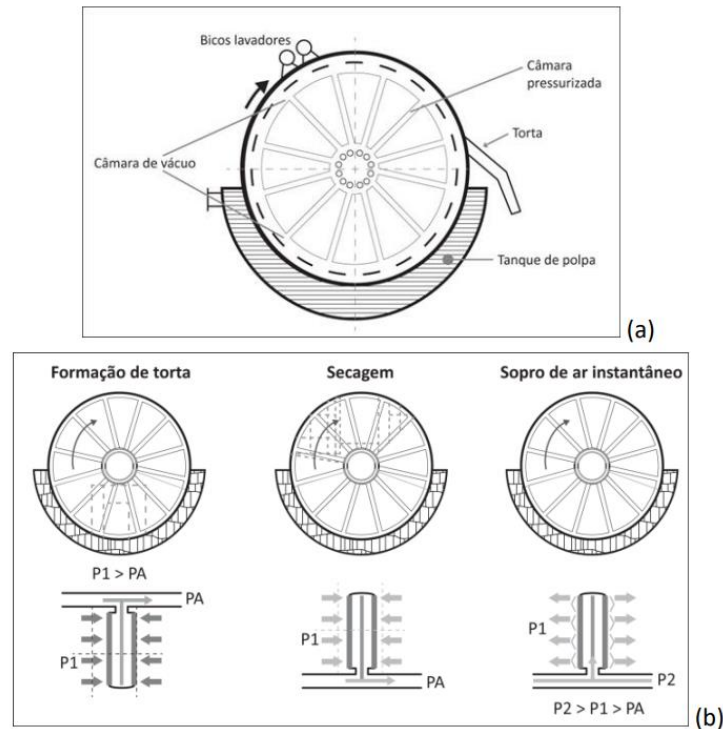 Bicos lavadores
Câmara
pressurizada
Torta
Câmara de vácuo
Tanque de polpa
(a)
Formação de torta
Secagem
Sopro de ar instantâneo
P1 > PA
PA
P1
P1
PA
P1
P2
P2 > P1 > PA
(b)